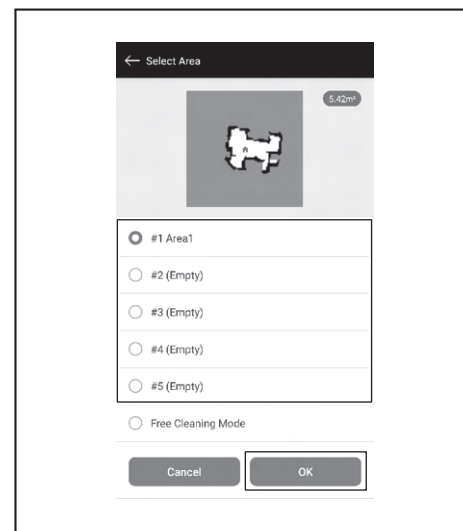 ← Select Area
5.42m²
#1 Area1
#2 (Empty)
#3 (Empty)
#4 (Empty)
#5 (Empty)
Free Cleaning Mode
Cancel OK